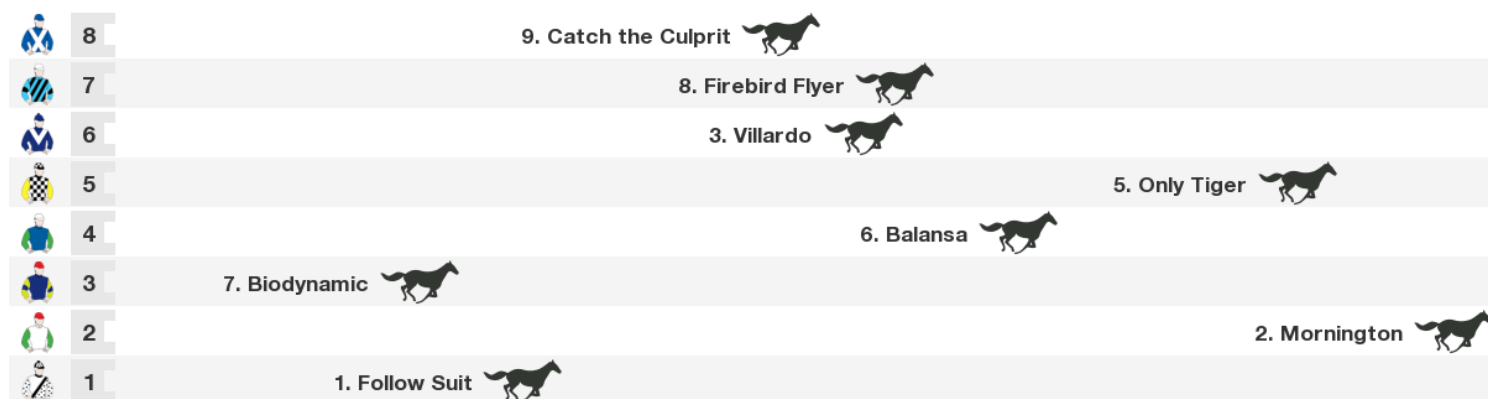 8 9. Catch the Culprit
7 8. Firebird Flyer
6 3. Villardo
5 5. Only Tiger
4 6. Balansa
3 7. Biodynamic
2 2. Mornington
1 1. Follow Suit